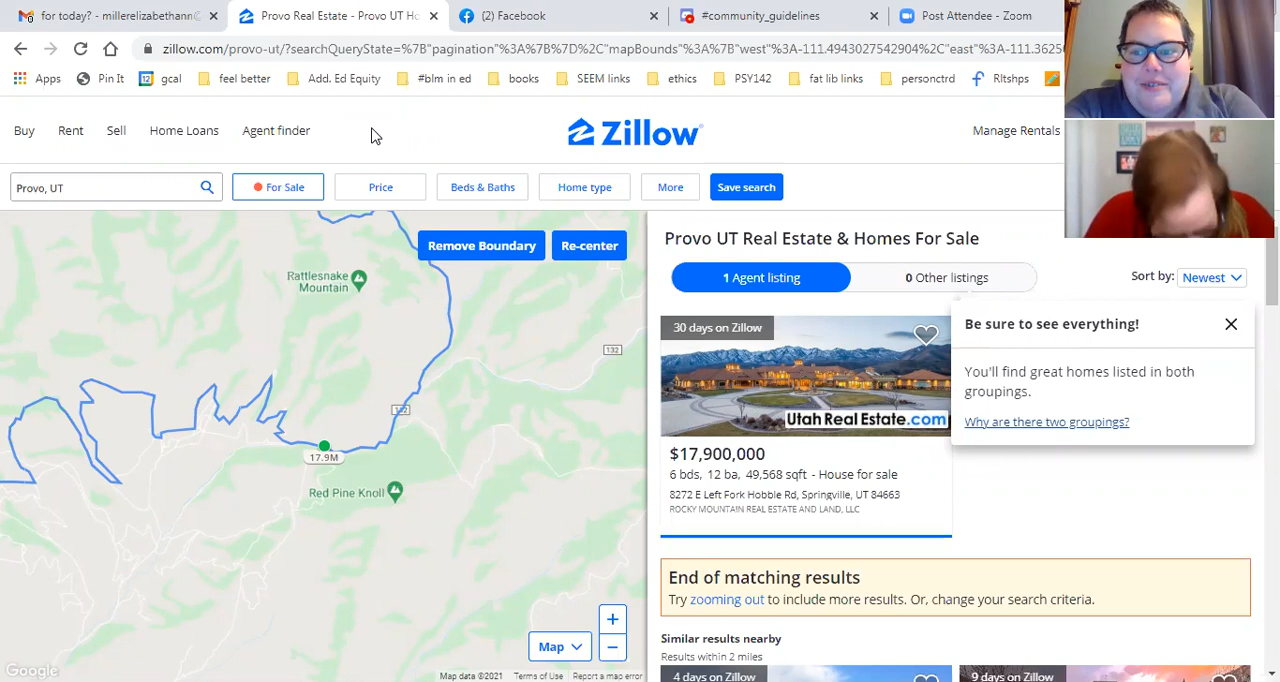 for today? - millerelizabethann@
Provo Real Estate - Provo UT Ho
(2) Facebook
#community_guidelines
Post Attendee - Zoom
zillow.com/provo-ut/?searchQueryState=%7B"pagination"%3A%7B%7D%2C"mapBounds"%3A%7B"west"%3A-111.4943027542904%2C"east"%3A-111.36250
Apps
Pin It
12
gcal
feel better
Add. Ed Equity
#blm in ed
books
SEEM links
ethics
PSY142
fat lib links
personctrd
Rltshps
Buy
Rent
Sell
Home Loans
Agent finder
Zillow
Manage Rentals
Provo, UT
For Sale
Price
Beds & Baths
Home type
More
Save search
Remove Boundary
Re-center
Rattlesnake
Mountain
132
132
17.9M
Red Pine Knoll
Map
+
−
Google
Map data ©2021
Terms of Use
Report a map error
Provo UT Real Estate & Homes For Sale
1 Agent listing
0 Other listings
Sort by: Newest
Be sure to see everything!
You'll find great homes listed in both
groupings.
Why are there two groupings?
30 days on Zillow
UtahRealEstate.com
$17,900,000
6 bds, 12 ba, 49,568 sqft - House for sale
8272 E Left Fork Hobble Rd, Springville, UT 84663
ROCKY MOUNTAIN REAL ESTATE AND LAND, LLC
End of matching results
Try zooming out to include more results. Or, change your search criteria.
Similar results nearby
Results within 2 miles
4 days on Zillow
9 days on Zillow